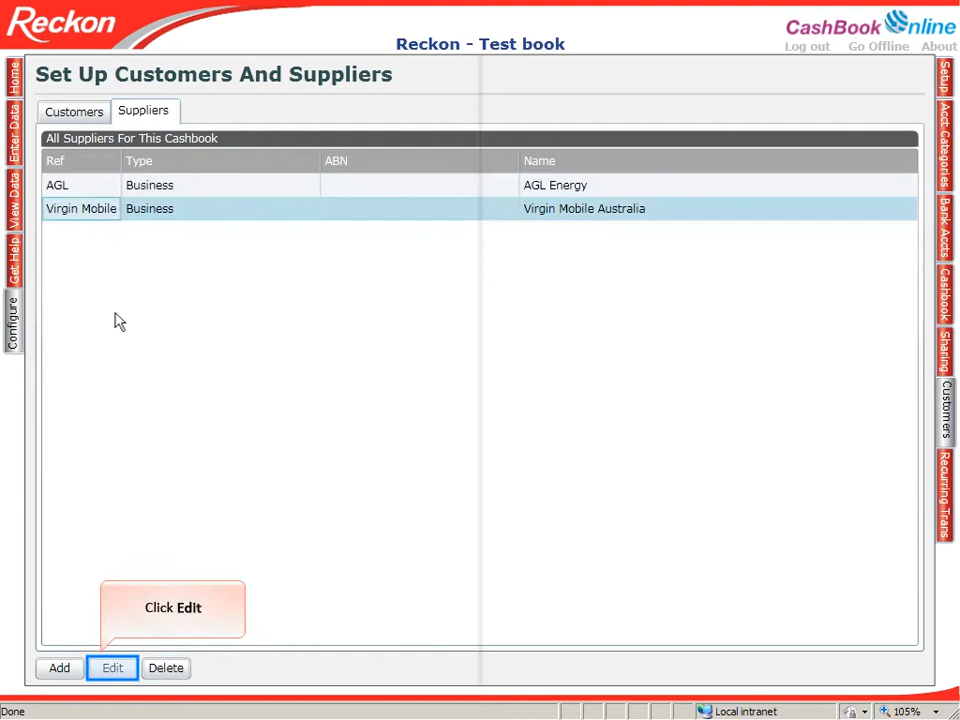 Reckon
CashBook Online
Reckon - Test book
Log out Go Offline About
Set Up Customers And Suppliers
Customers Suppliers
All Suppliers For This Cashbook
Ref Type ABN Name
AGL Business AGL Energy
Virgin Mobile Business Virgin Mobile Australia
Home
Enter Data
View Data
Get Help
Configure
Setup
Acct Categories
Bank Accts
Cashbook
Sharing
Customers
Recurring Trans
Click Edit
Add Edit Delete
Done Local intranet 105%